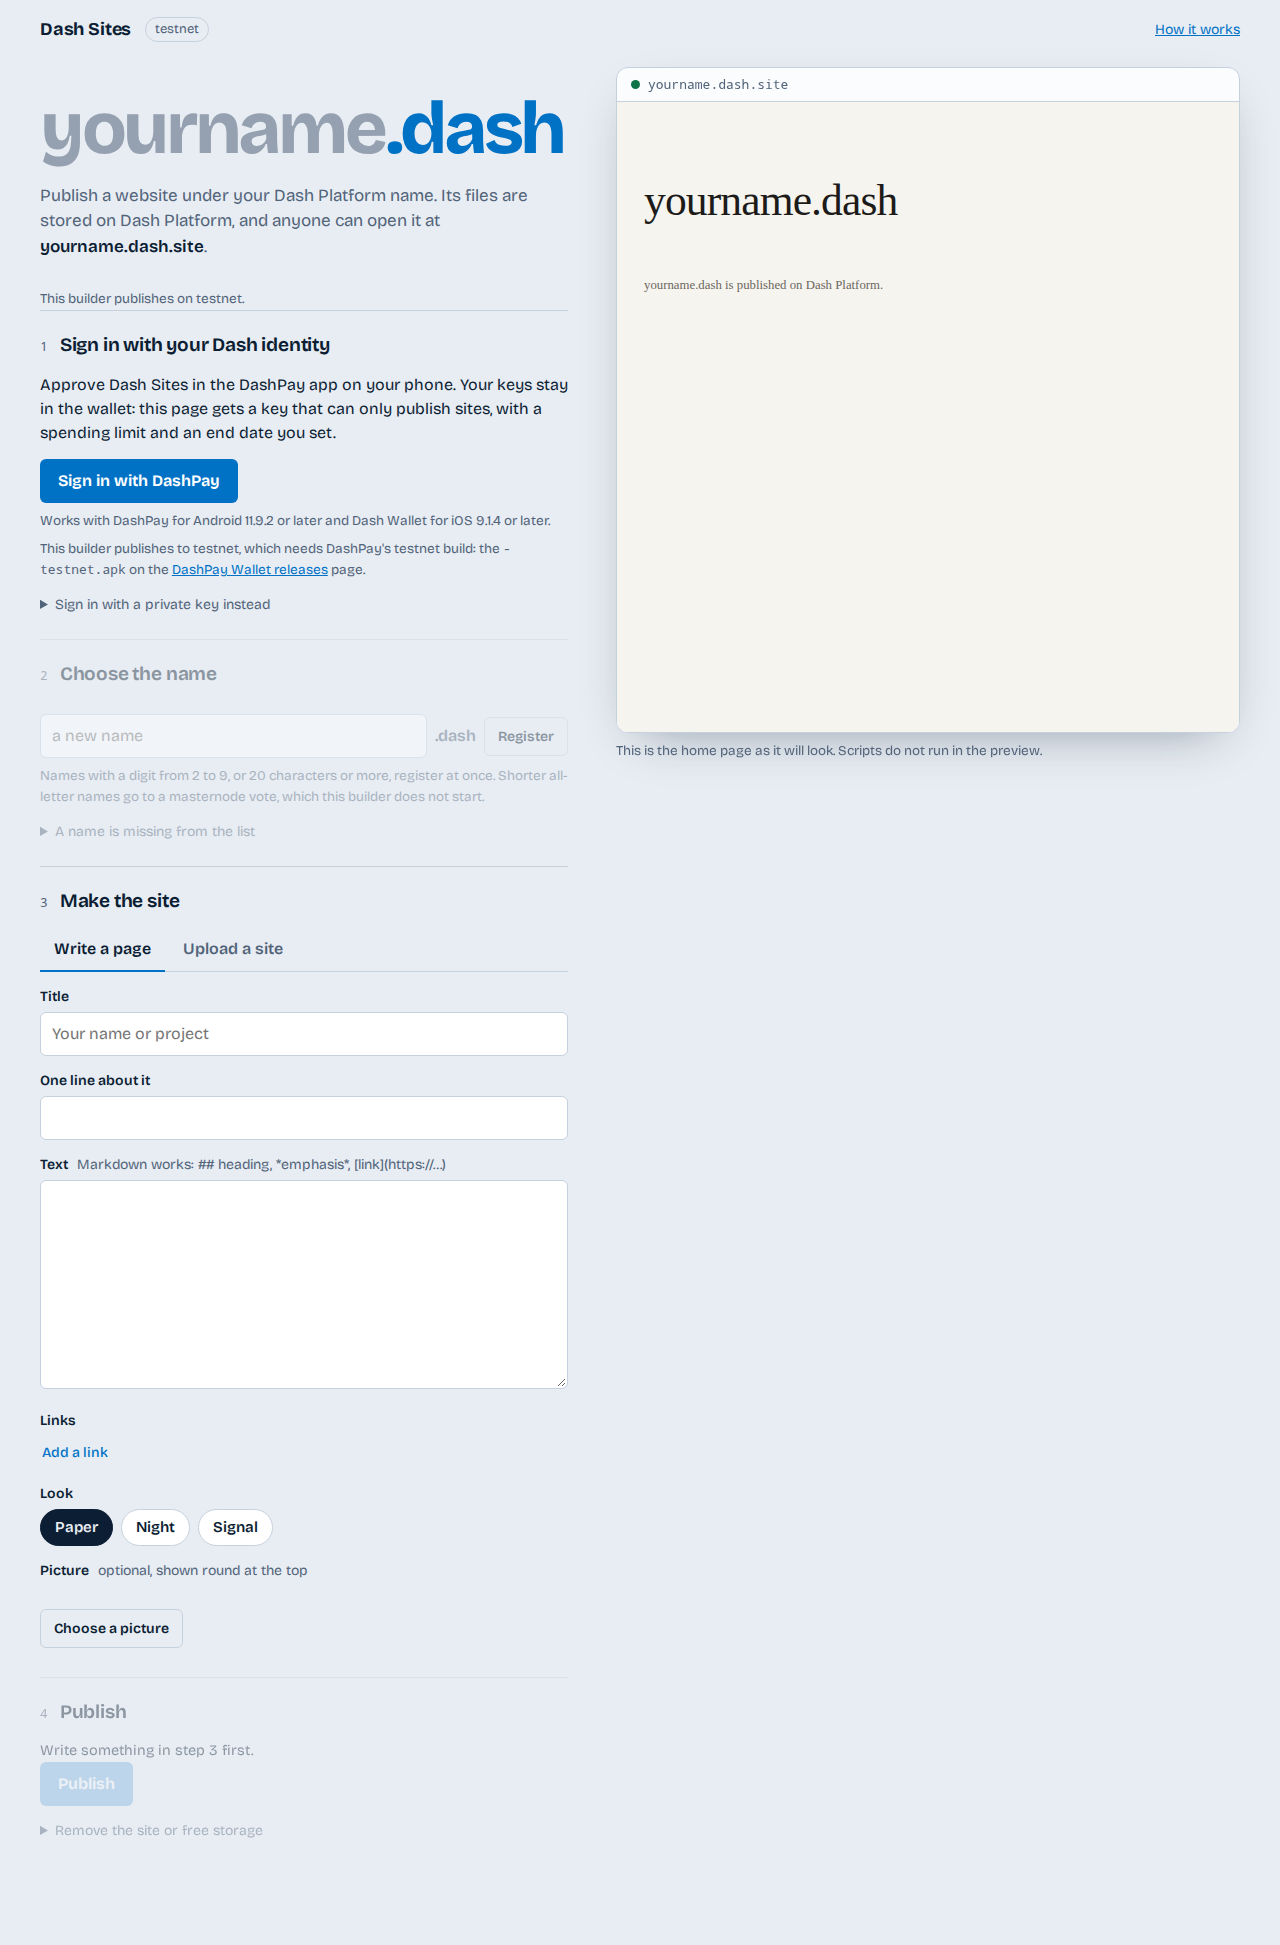 Dash Sites testnet
How it works
yourname.dash
Publish a website under your Dash Platform name. Its files are
stored on Dash Platform, and anyone can open it at
yourname.dash.site.
This builder publishes on testnet.
1 Sign in with your Dash identity
Approve Dash Sites in the DashPay app on your phone. Your keys stay
in the wallet: this page gets a key that can only publish sites, with a
spending limit and an end date you set.
Sign in with DashPay
Works with DashPay for Android 11.9.2 or later and Dash Wallet for iOS 9.1.4 or later.
This builder publishes to testnet, which needs DashPay's testnet build: the -
testnet.apk on the DashPay Wallet releases page.
Sign in with a private key instead
2 Choose the name
a new name .dash Register
Names with a digit from 2 to 9, or 20 characters or more, register at once. Shorter all-
letter names go to a masternode vote, which this builder does not start.
A name is missing from the list
3 Make the site
Write a page Upload a site
Title
Your name or project
One line about it
Text Markdown works: ## heading, *emphasis*, [link](https://…)
Links
Add a link
Look
Paper Night Signal
Picture optional, shown round at the top
Choose a picture
4 Publish
Write something in step 3 first.
Publish
Remove the site or free storage
yourname.dash.site
yourname.dash
yourname.dash is published on Dash Platform.
This is the home page as it will look. Scripts do not run in the preview.